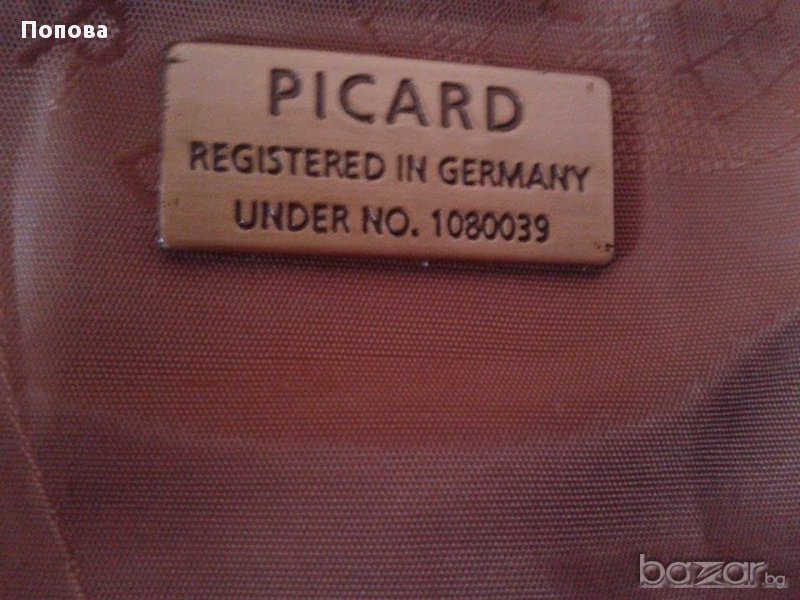 Попова
PICARD
REGISTERED IN GERMANY
UNDER NO. 1080039
bazar.bg